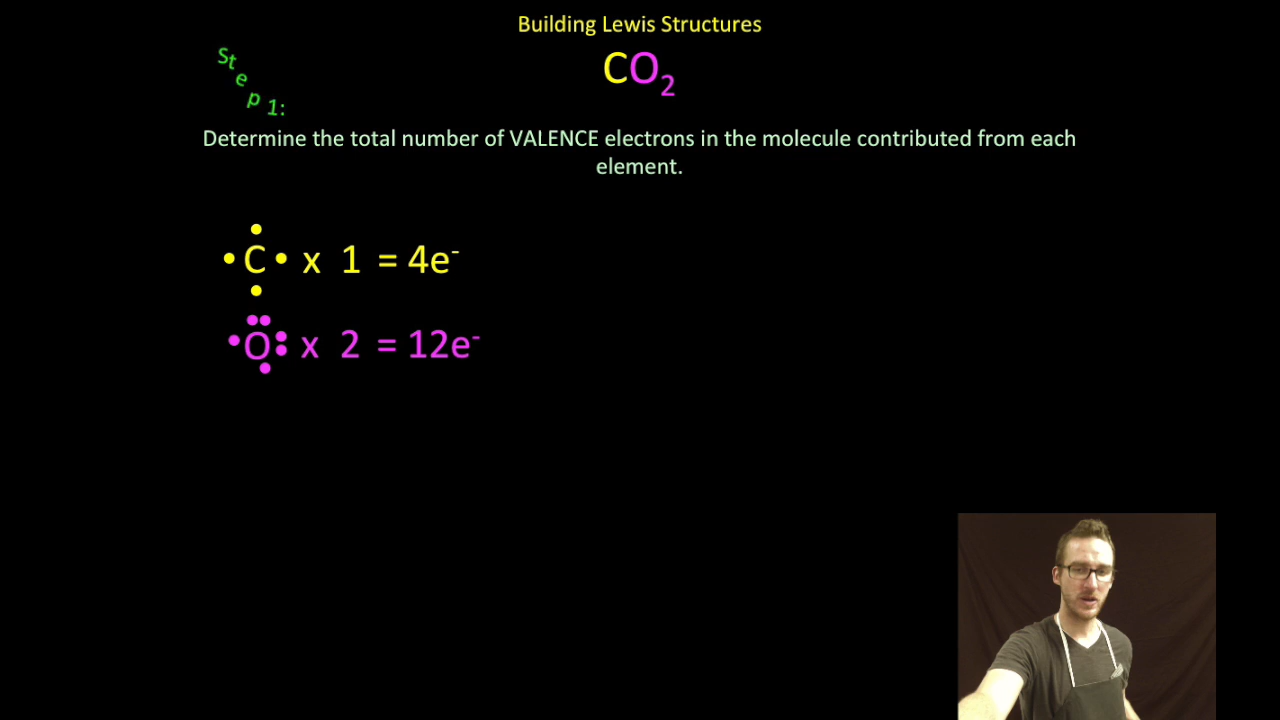 Building Lewis Structures
CO₂
Step 1:
Determine the total number of VALENCE electrons in the molecule contributed from each
element.
C x 1 = 4e⁻
O x 2 = 12e⁻